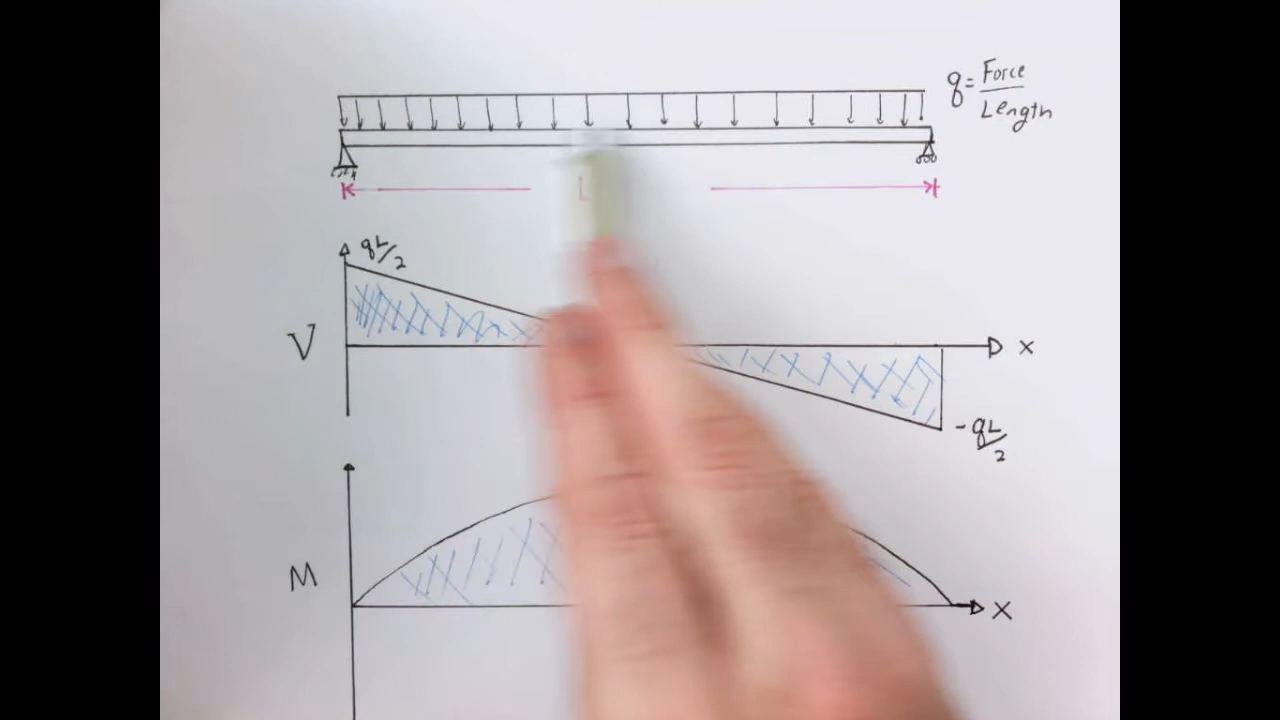 q = Force
Length
L
qL/2
V
x
-qL/2
M
x